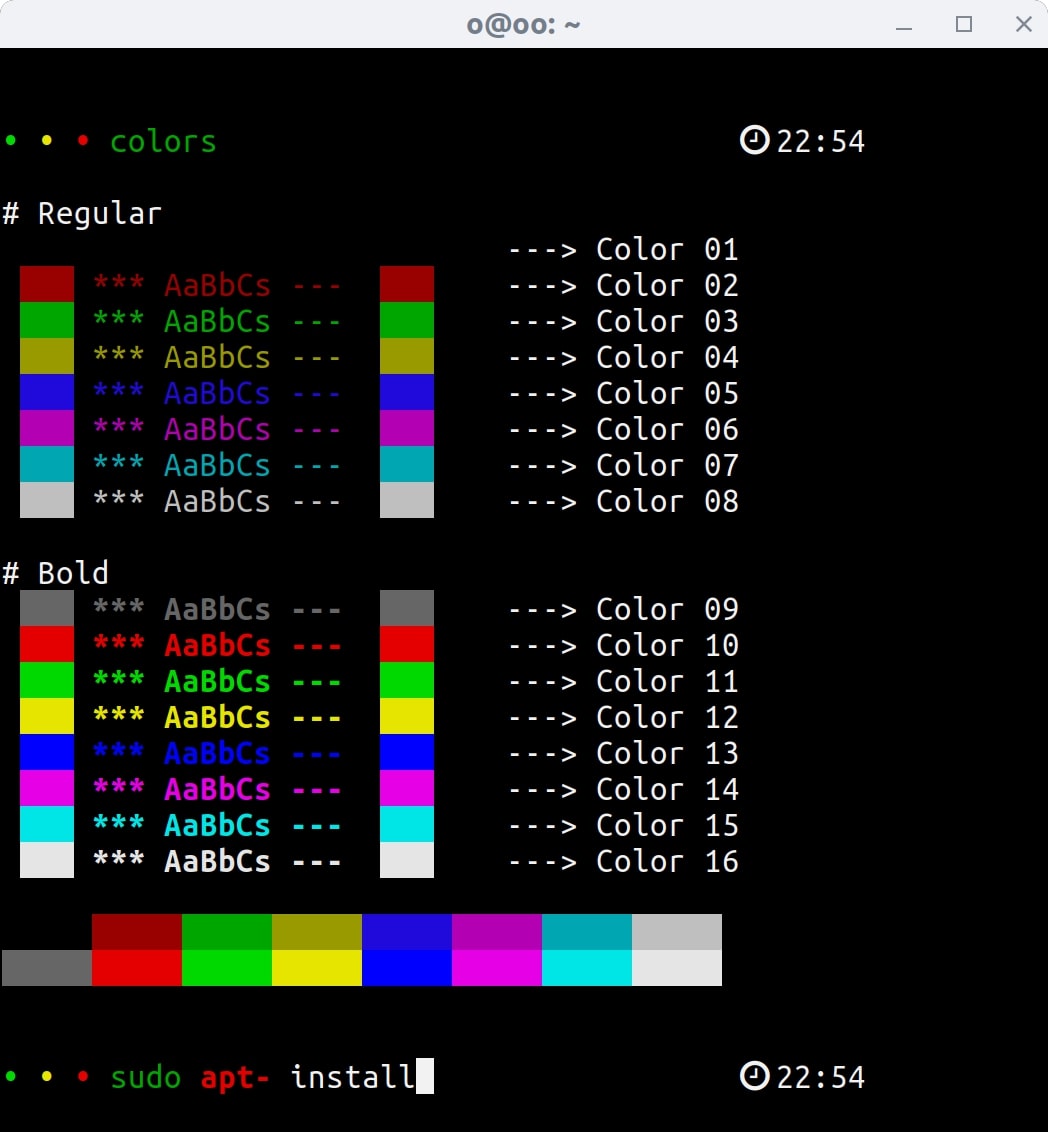 o@oo: ~
• • • colors 22:54
# Regular
---> Color 01
*** AaBbCs --- ---> Color 02
*** AaBbCs --- ---> Color 03
*** AaBbCs --- ---> Color 04
*** AaBbCs --- ---> Color 05
*** AaBbCs --- ---> Color 06
*** AaBbCs --- ---> Color 07
*** AaBbCs --- ---> Color 08
# Bold
*** AaBbCs --- ---> Color 09
*** AaBbCs --- ---> Color 10
*** AaBbCs --- ---> Color 11
*** AaBbCs --- ---> Color 12
*** AaBbCs --- ---> Color 13
*** AaBbCs --- ---> Color 14
*** AaBbCs --- ---> Color 15
*** AaBbCs --- ---> Color 16
• • • sudo apt- install 22:54